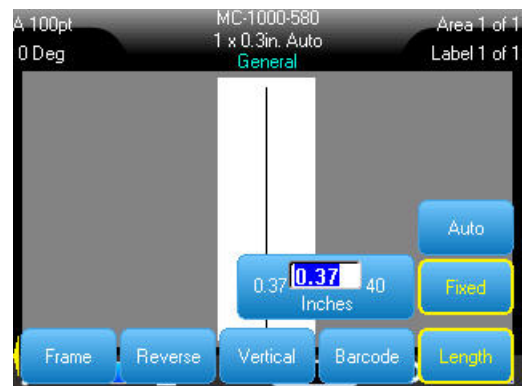 A 100pt MC-1000-580 Area 1 of 1
0 Deg 1 x 0.3in. Auto Label 1 of 1
General
Auto
0.37 0.37 40 Fixed
Inches
Frame Reverse Vertical Barcode Length